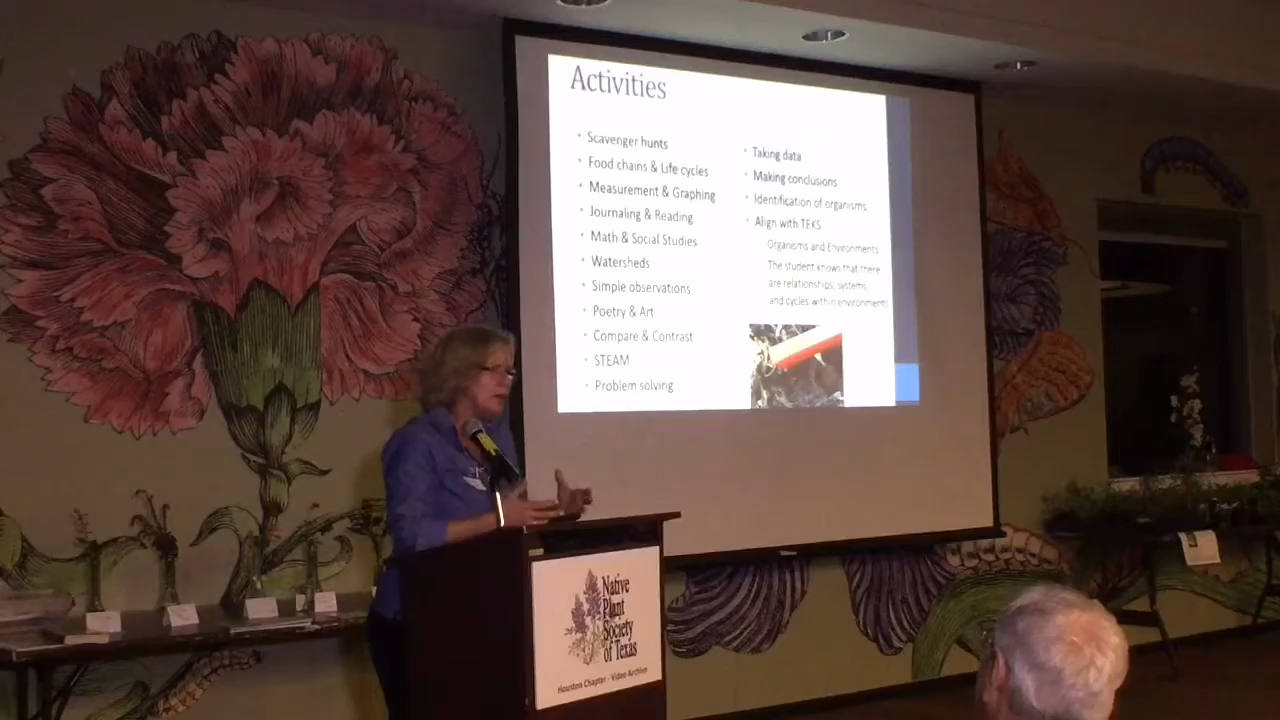 Activities
Scavenger hunts
Food chains & Life cycles
Measurement & Graphing
Journaling & Reading
Math & Social Studies
Watersheds
Simple observations
Poetry & Art
Compare & Contrast
STEAM
Problem solving
Taking data
Making conclusions
Identification of organisms
Align with TEKS
Organisms and Environments
The student knows that there
are relationships, systems,
and cycles within environments
Native
Plant
Society
of Texas
Houston Chapter - Video Archive